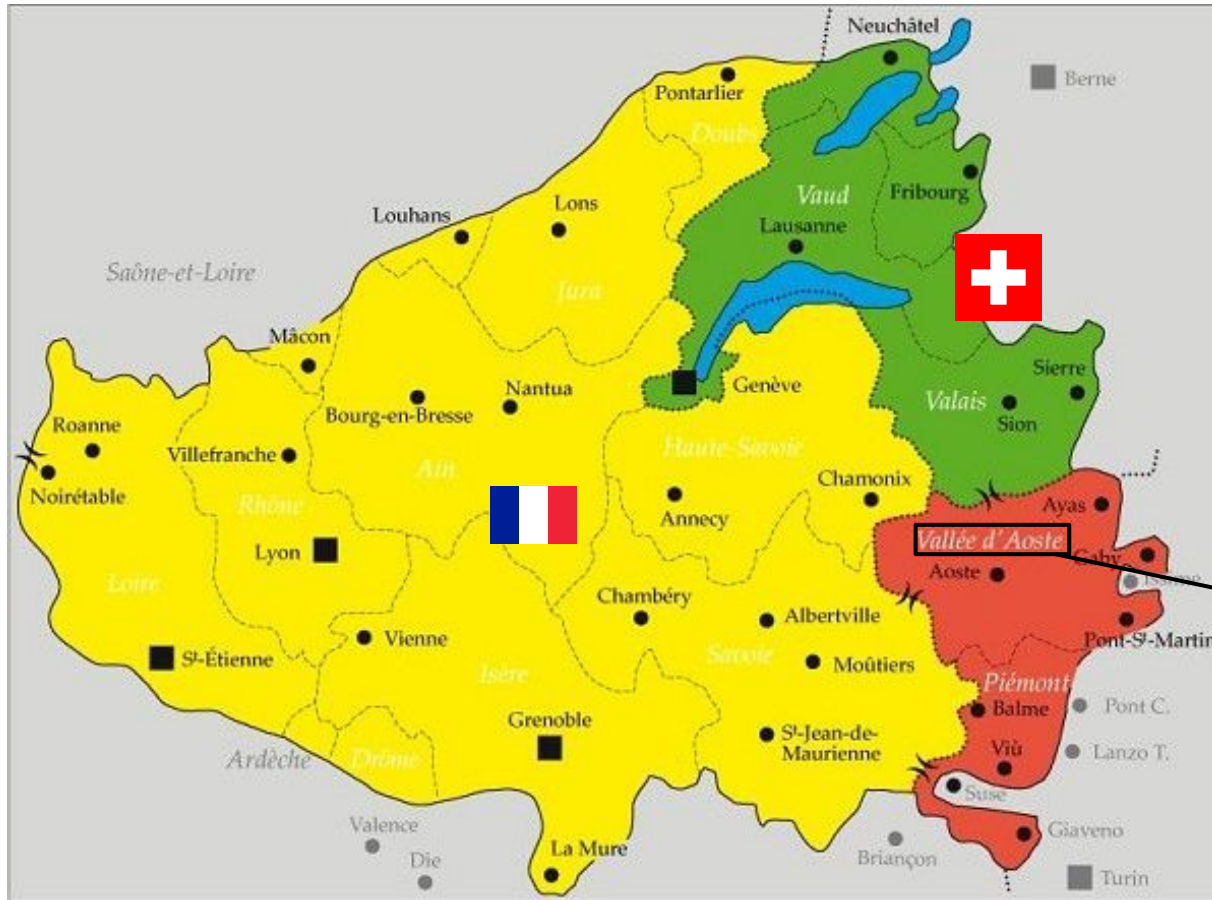 Neuchâtel
Berne
Pontarlier
Doubs
Vaud
Fribourg
Lons
Louhans
Lausanne
Saône-et-Loire
Jura
Mâcon
Sierre
Genève
Nantua
Bourg-en-Bresse
Valais
Sion
Roanne
Villefranche
Haute-Savoie
Ain
Noirétable
Chamonix
Rhône
Annecy
Ayas
Lyon
Vallée d'Aoste
Gaby
Aoste
Issime
Loire
Chambéry
Albertville
Vienne
Pont-St-Martin
St-Étienne
Savoie
Moûtiers
Isère
Piémont
Balme
Pont C.
Grenoble
St-Jean-de-
Maurienne
Viù
Lanzo T.
Ardèche
Drôme
Suse
Valence
Giaveno
La Mure
Briançon
Die
Turin